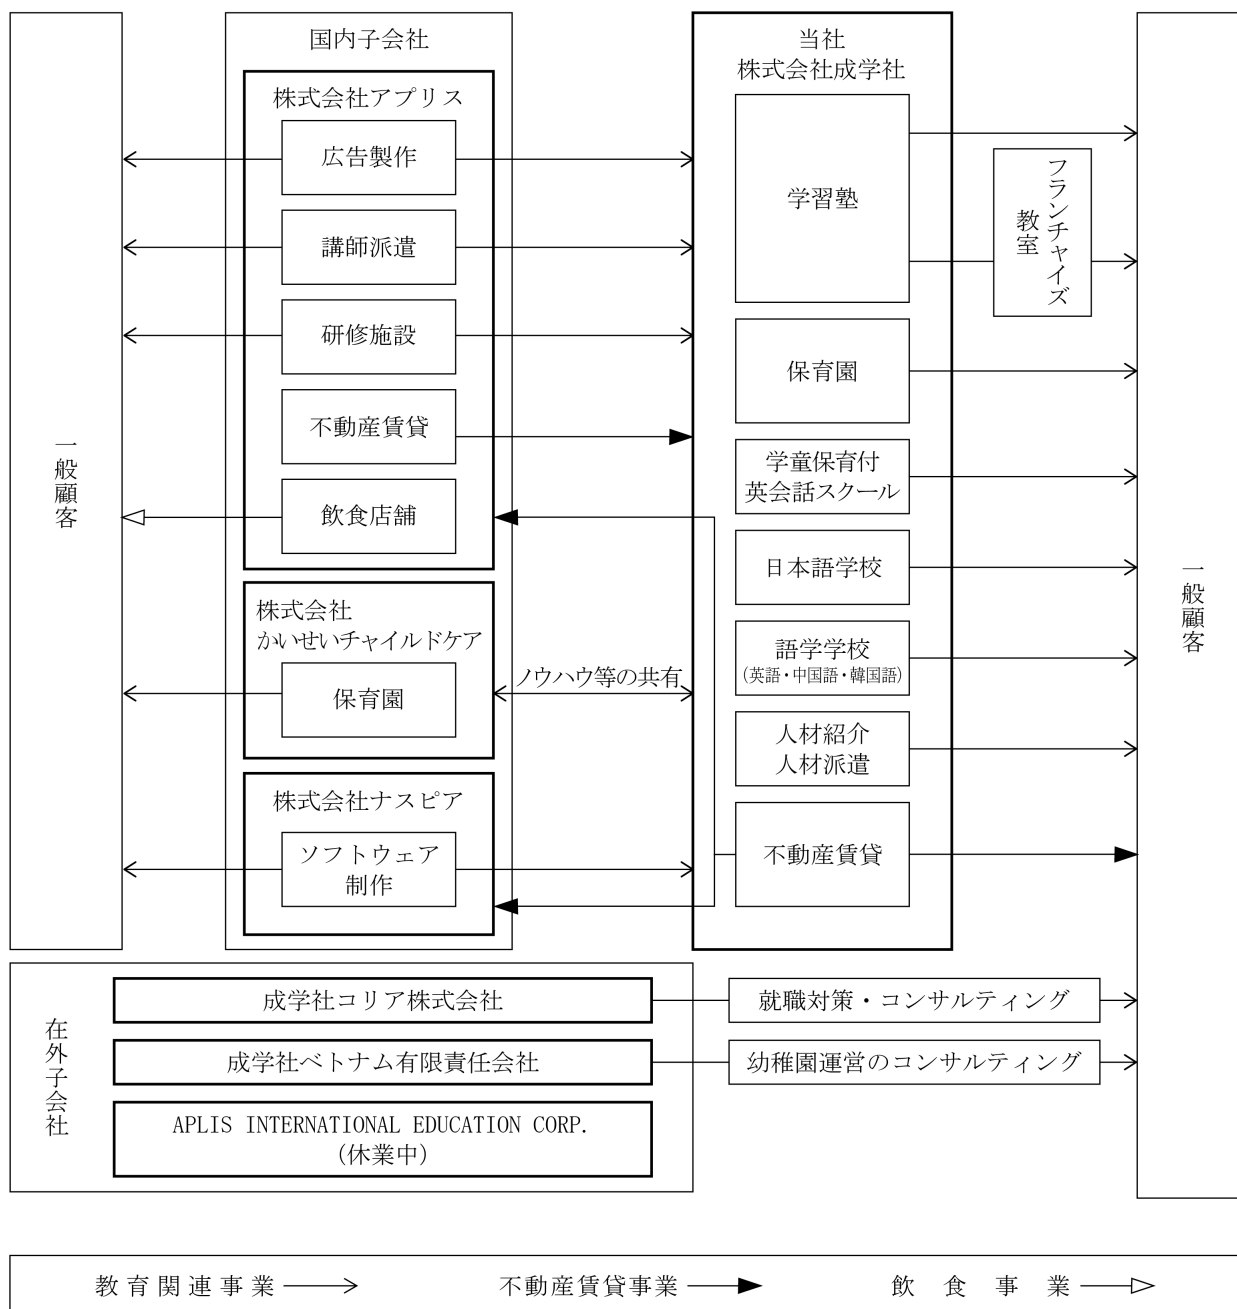 一般顧客
国内子会社
株式会社アプリス
広告製作
講師派遣
研修施設
不動産賃貸
飲食店舗
株式会社
かいせいチャイルドケア
保育園
株式会社ナスピア
ソフトウェア
制作
ノウハウ等の共有
当社
株式会社成学社
学習塾
フランチャイズ
教室
保育園
学童保育付
英会話スクール
日本語学校
語学学校
(英語・中国語・韓国語)
人材紹介
人材派遣
不動産賃貸
一般顧客
在外子会社
成学社コリア株式会社
就職対策・コンサルティング
成学社ベトナム有限責任会社
幼稚園運営のコンサルティング
APLIS INTERNATIONAL EDUCATION CORP.
(休業中)
教育関連事業
不動産賃貸事業
飲食事業